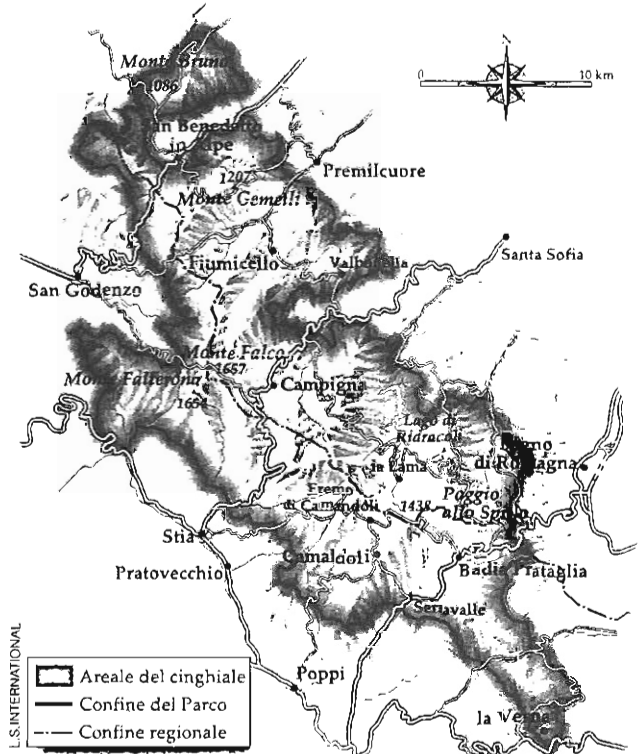 Monte Bruno
1086
N
0
10 km
San Benedetto
in Alpe
1207
Premilcuore
Monte Gemelli
Fiumicello
Valbonella
Santa Sofia
San Godenzo
Monte Falco
1657
Monte Falterona
1654
Campigna
Lago di
Ridracoli
Bagno
di Romagna
la Lama
Eremo
di Camaldoli
1438
Poggio
allo Spillo
Stia
Camaldoli
Badia Prataglia
Pratovecchio
Serravalle
Poppi
la Verna
L.S.INTERNATIONAL
Areale del cinghiale
Confine del Parco
Confine regionale